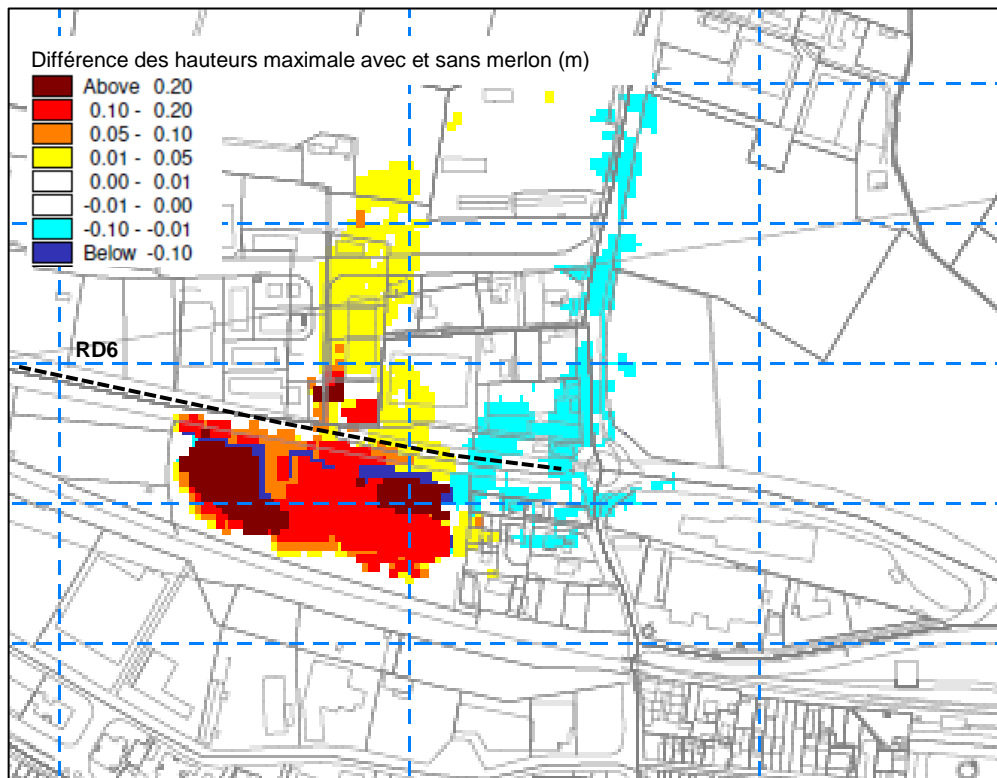 Différence des hauteurs maximale avec et sans merlon (m)
Above 0.20
0.10 - 0.20
0.05 - 0.10
0.01 - 0.05
0.00 - 0.01
-0.01 - 0.00
-0.10 - -0.01
Below -0.10
RD6